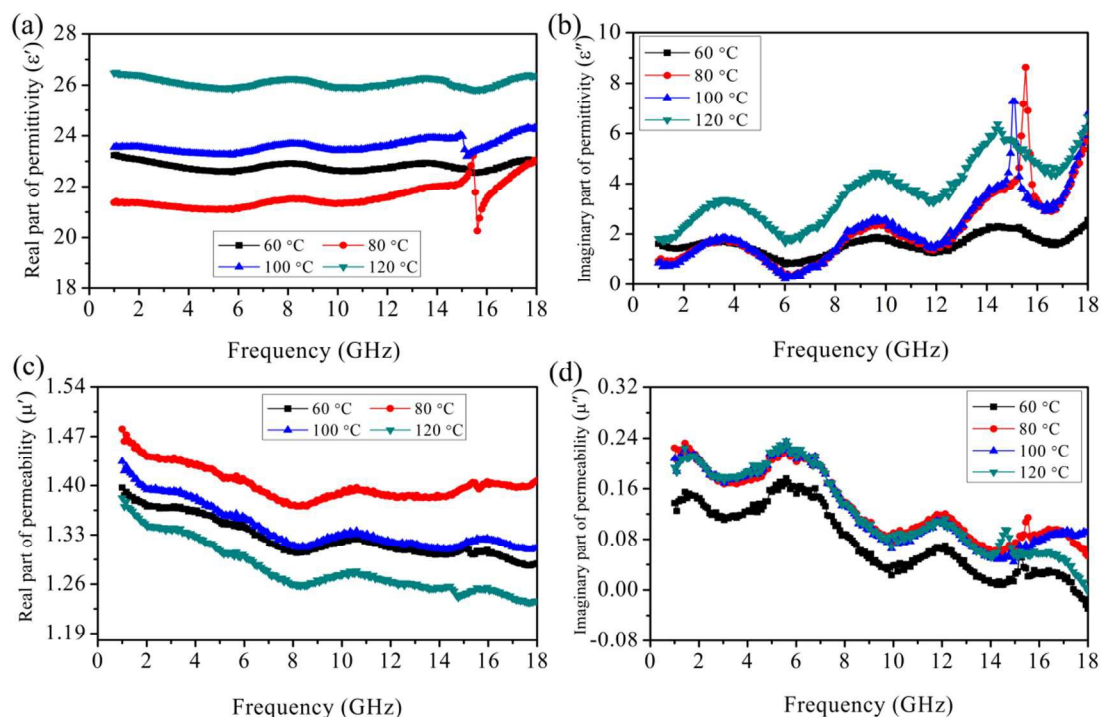 (a)
28
26
24
22
20
18
Real part of permittivity (ε′)
60 °C 80 °C
100 °C 120 °C
0 2 4 6 8 10 12 14 16 18
Frequency (GHz)
(b)
10
8
6
4
2
0
Imaginary part of permittivity (ε″)
60 °C
80 °C
100 °C
120 °C
0 2 4 6 8 10 12 14 16 18
Frequency (GHz)
(c)
1.54
1.47
1.40
1.33
1.26
1.19
Real part of permeability (μ′)
60 °C 80 °C
100 °C 120 °C
0 2 4 6 8 10 12 14 16 18
Frequency (GHz)
(d)
0.32
0.24
0.16
0.08
0.00
-0.08
Imaginary part of permeability (μ″)
60 °C
80 °C
100 °C
120 °C
0 2 4 6 8 10 12 14 16 18
Frequency (GHz)